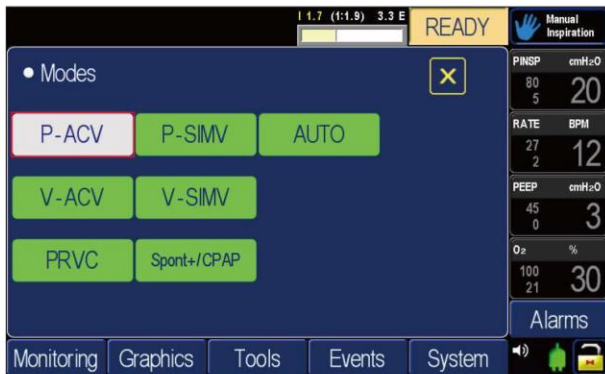 I 1.7 (1:1.9) 3.3 E
READY
Manual
Inspiration
• Modes
X
P-ACV P-SIMV AUTO
V-ACV V-SIMV
PRVC Spont+/CPAP
PINSP cmH2O
80
5
20
RATE BPM
27
2
12
PEEP cmH2O
45
0
3
O2 %
100
21
30
Alarms
Monitoring Graphics Tools Events System